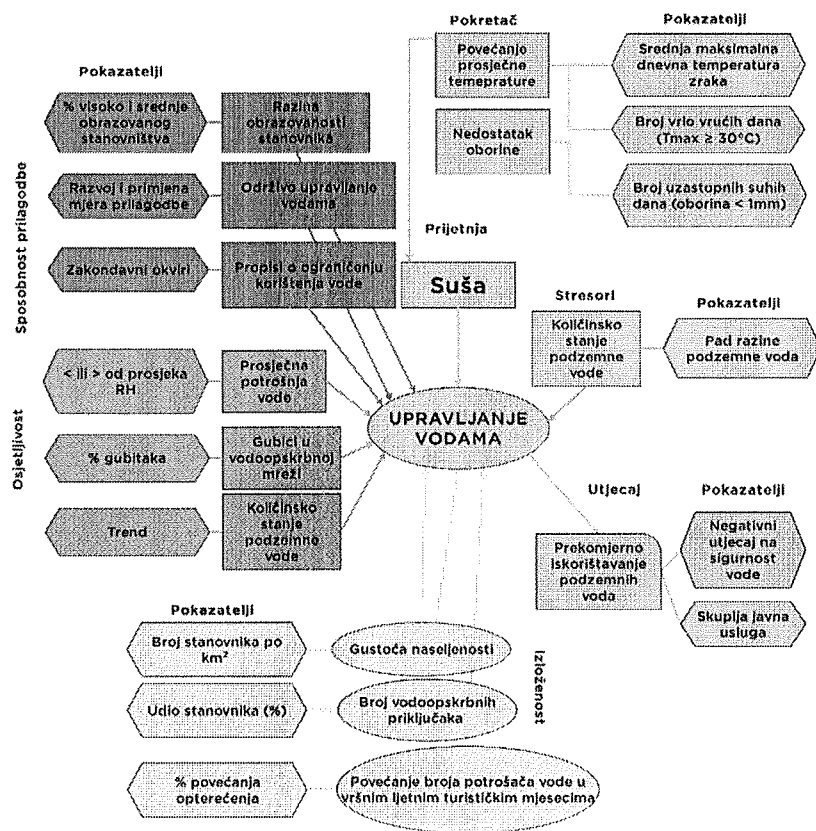 Pokretač
Pokazatelji
Povećanje
prosječne
temeprature
Srednja maksimalna
dnevna temperatura
zraka
Nedostatak
oborine
Broj vrlo vrućih dana
(Tmax ≥ 30°C)
Broj uzastopnih suhih
dana (oborina < 1mm)
Pokazatelji
Sposobnost prilagodbe
% visoko i srednje
obrazovanog
stanovništva
Razina
obrazovanosti
stanovnika
Razvoj i primjena
mjera prilagodbe
Održivo upravljanje
vodama
Zakondavni okviri
Propisi o ograničenju
korištenja vode
Prijetnja
Suša
Stresori
Pokazatelji
Količinsko
stanje
podzemne
vode
Pad razine
podzemne voda
Osjetljivost
< ili > od prosjeka
RH
Prosječna
potrošnja
vode
% gubitaka
Gubici u
vodoopskrbnoj
mreži
Trend
Količinsko
stanje
podzemne
vode
UPRAVLJANJE
VODAMA
Utjecaj
Pokazatelji
Prekomjerno
iskorištavanje
podzemnih
voda
Negativni
utjecaj na
sigurnost
vode
Skuplja javna
usluga
Pokazatelji
Izloženost
Broj stanovnika po
km²
Gustoća naseljenosti
Udio stanovnika (%)
Broj vodoopskrbnih
priključaka
% povećanja
opterećenja
Povećanje broja potrošača vode u
vršnim ljetnim turističkim mjesecima